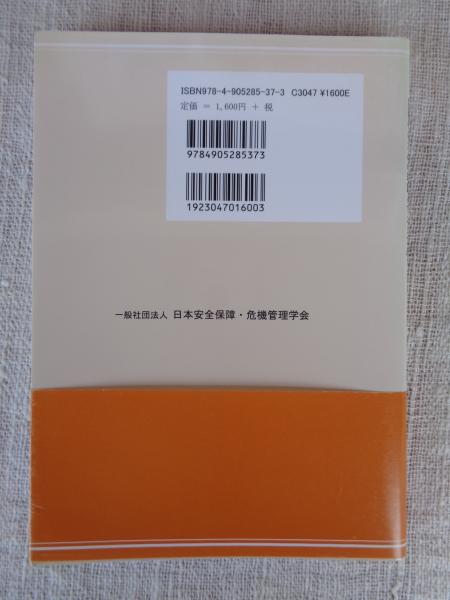 ISBN978-4-905285-37-3 C3047 ¥1600E
定価 = 1,600円 + 税
9784905285373
1923047016003
一般社団法人 日本安全保障・危機管理学会